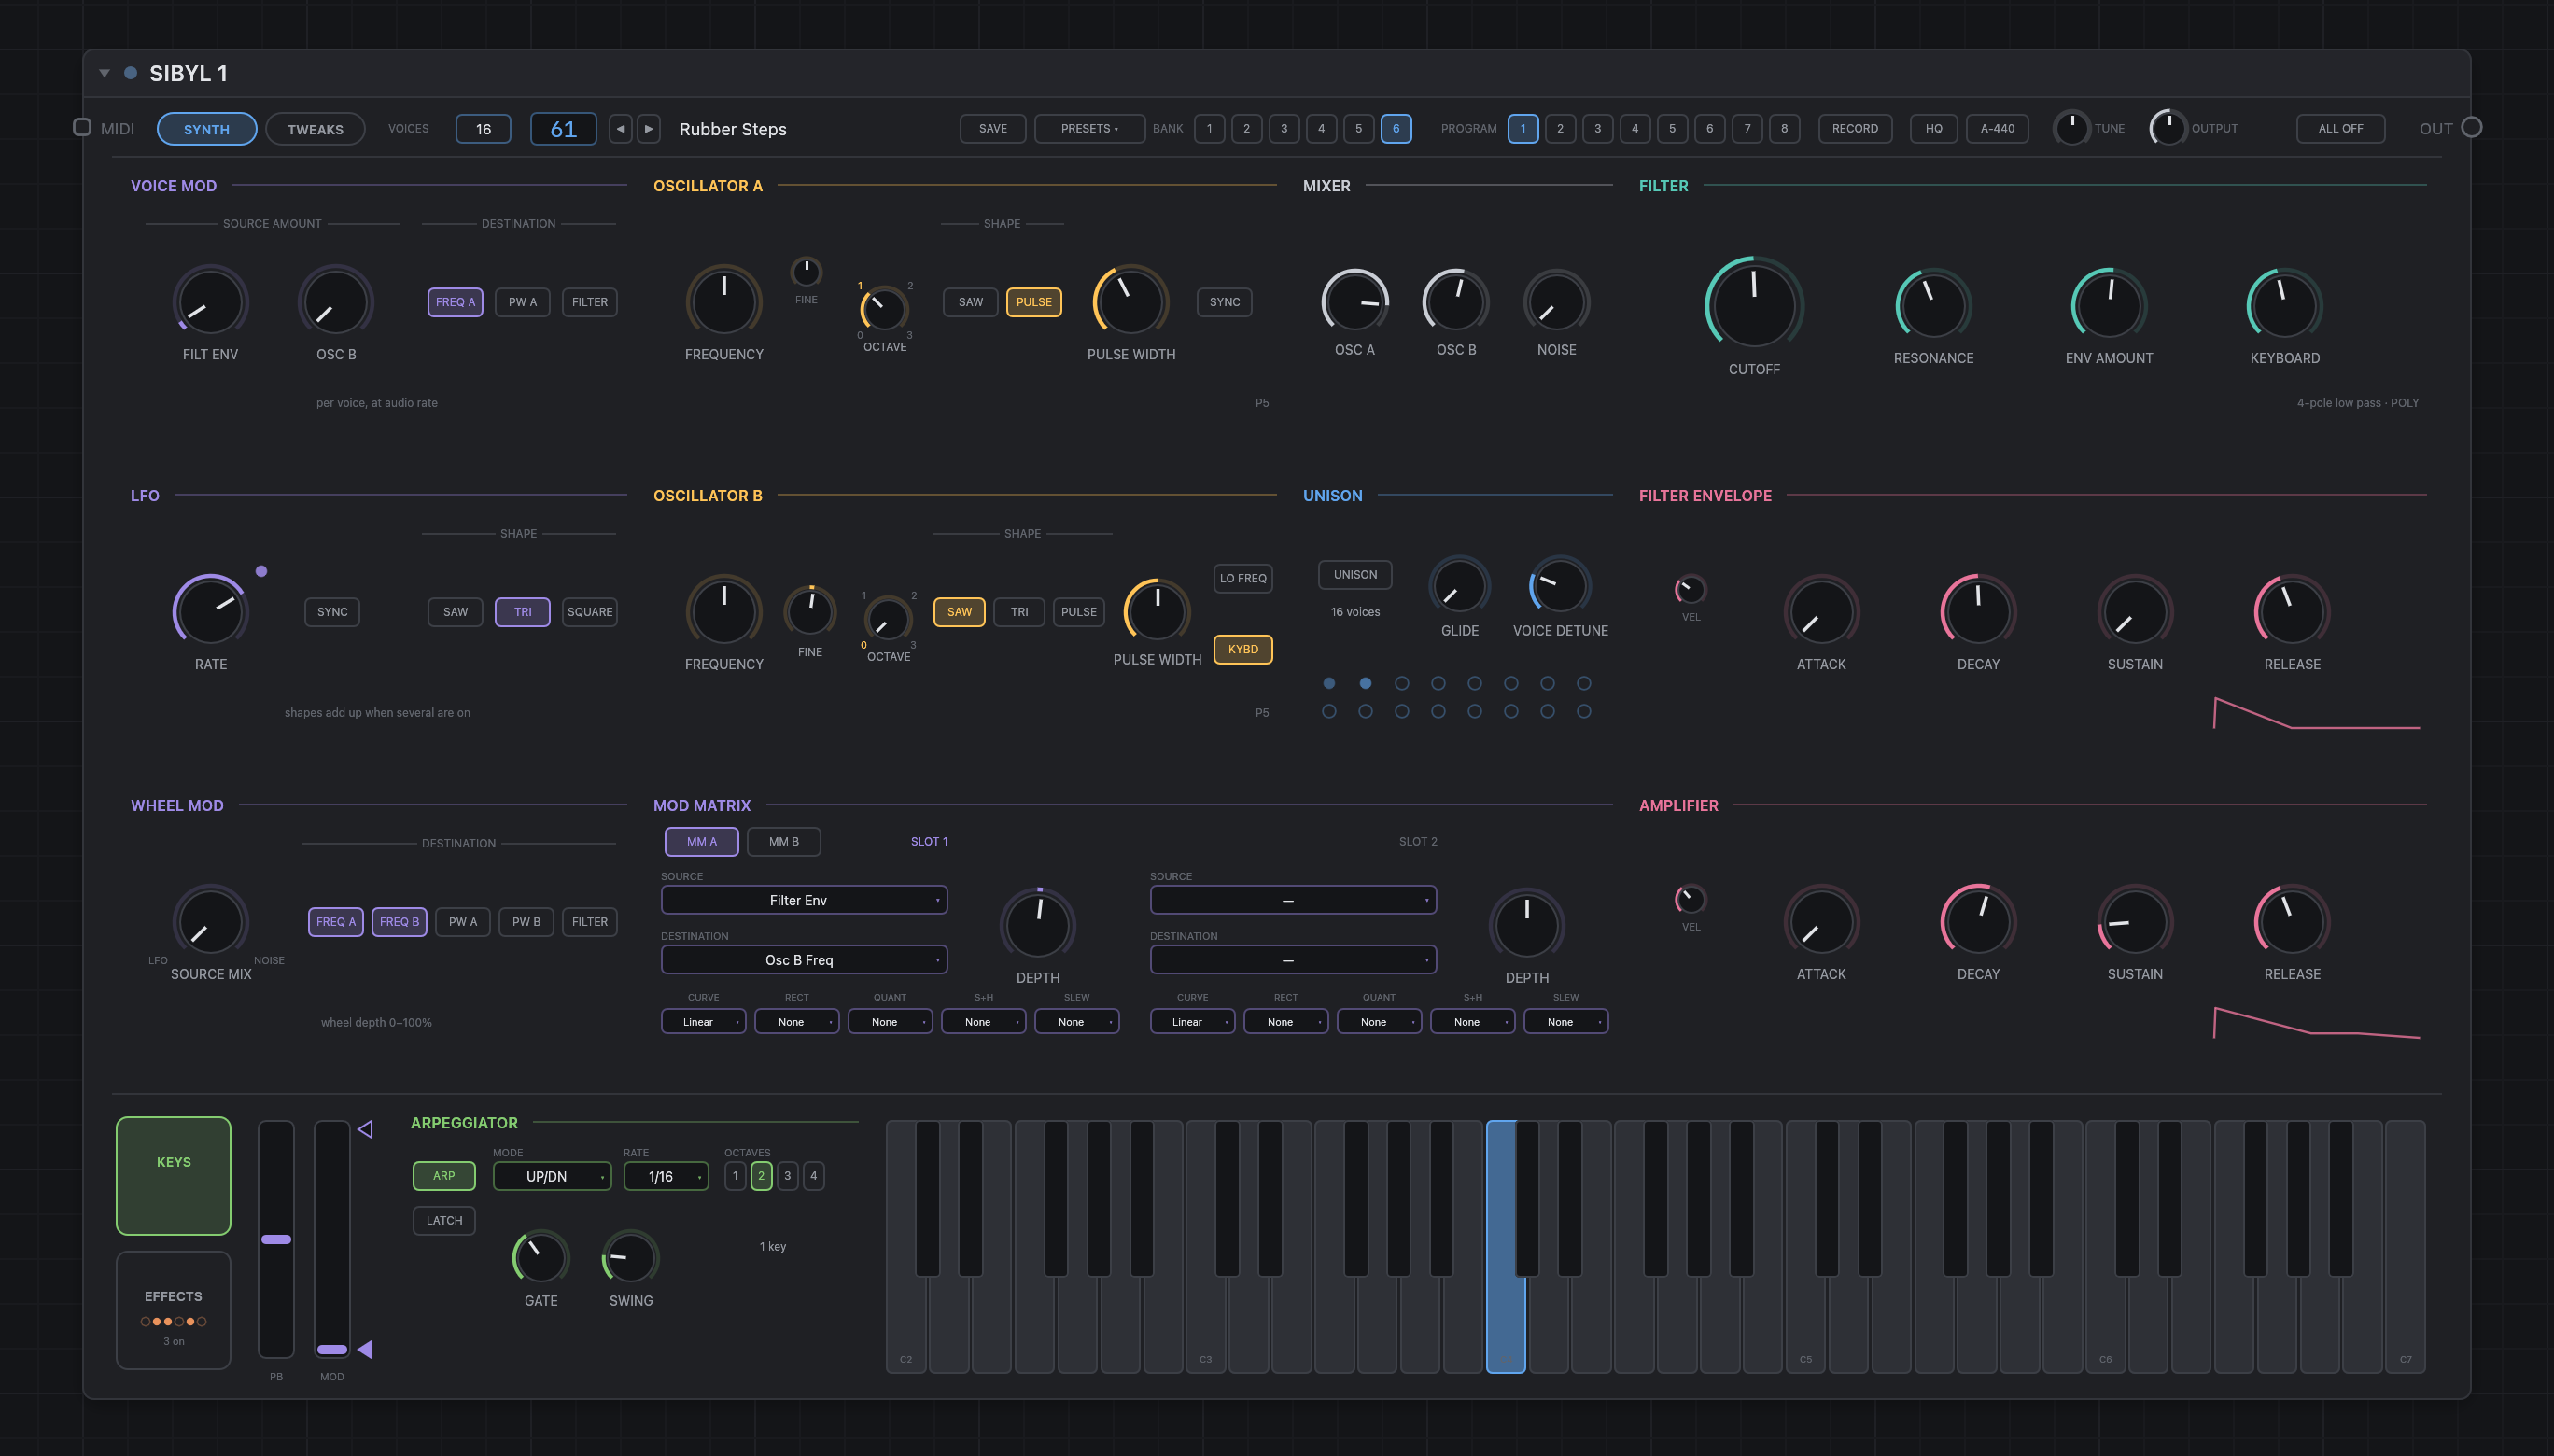 SIBYL 1
MIDI SYNTH TWEAKS VOICES 16 61 ◀ ▶ Rubber Steps SAVE PRESETS ▾ BANK 1 2 3 4 5 6 PROGRAM 1 2 3 4 5 6 7 8 RECORD HQ A-440 TUNE OUTPUT ALL OFF OUT
VOICE MOD
SOURCE AMOUNT DESTINATION
FREQ A PW A FILTER
FILT ENV OSC B
per voice, at audio rate
OSCILLATOR A
SHAPE
FINE
1 2
0 3
SAW PULSE SYNC
FREQUENCY OCTAVE PULSE WIDTH
P5
MIXER
OSC A OSC B NOISE
FILTER
CUTOFF RESONANCE ENV AMOUNT KEYBOARD
4-pole low pass · POLY
LFO
SHAPE
SYNC SAW TRI SQUARE
RATE
shapes add up when several are on
OSCILLATOR B
SHAPE
LO FREQ
1 2
0 3
SAW TRI PULSE
KYBD
FREQUENCY FINE OCTAVE PULSE WIDTH
P5
UNISON
UNISON
16 voices
GLIDE VOICE DETUNE
FILTER ENVELOPE
VEL
ATTACK DECAY SUSTAIN RELEASE
WHEEL MOD
DESTINATION
FREQ A FREQ B PW A PW B FILTER
LFO NOISE
SOURCE MIX
wheel depth 0–100%
MOD MATRIX
MM A MM B SLOT 1 SLOT 2
SOURCE SOURCE
Filter Env —
DESTINATION DESTINATION
Osc B Freq —
DEPTH DEPTH
CURVE RECT QUANT S+H SLEW CURVE RECT QUANT S+H SLEW
Linear None None None None Linear None None None None
AMPLIFIER
VEL
ATTACK DECAY SUSTAIN RELEASE
KEYS
EFFECTS
3 on
PB MOD
ARPEGGIATOR
MODE RATE OCTAVES
ARP UP/DN 1/16 1 2 3 4
LATCH
1 key
GATE SWING
C2 C3 C5 C6 C7